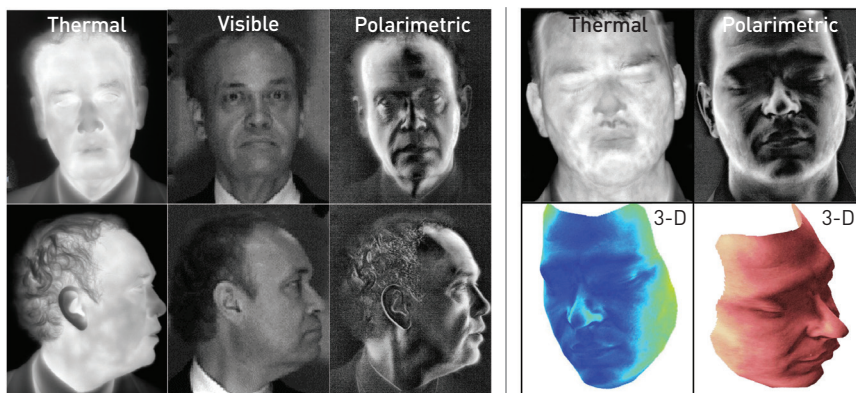 Thermal
Visible
Polarimetric
Thermal
Polarimetric
3-D
3-D